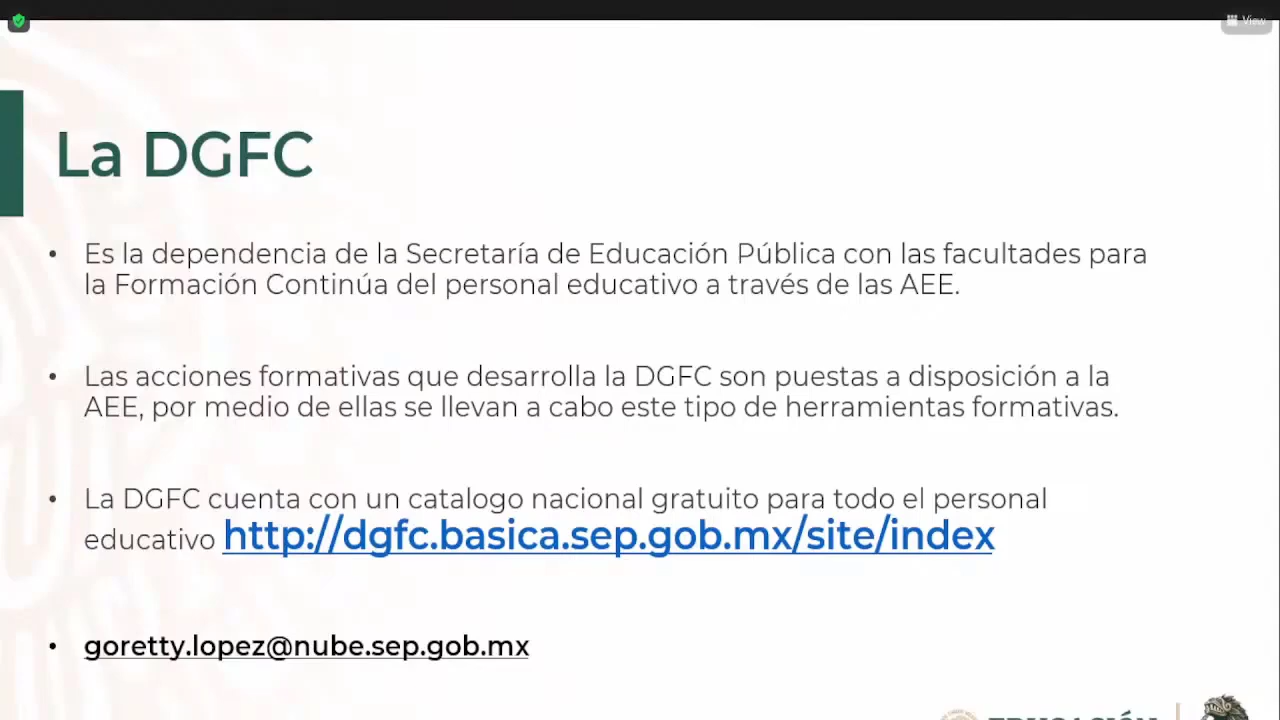 View
La DGFC
• Es la dependencia de la Secretaría de Educación Pública con las facultades para
la Formación Continúa del personal educativo a través de las AEE.
• Las acciones formativas que desarrolla la DGFC son puestas a disposición a la
AEE, por medio de ellas se llevan a cabo este tipo de herramientas formativas.
• La DGFC cuenta con un catalogo nacional gratuito para todo el personal
educativo http://dgfc.basica.sep.gob.mx/site/index
• goretty.lopez@nube.sep.gob.mx